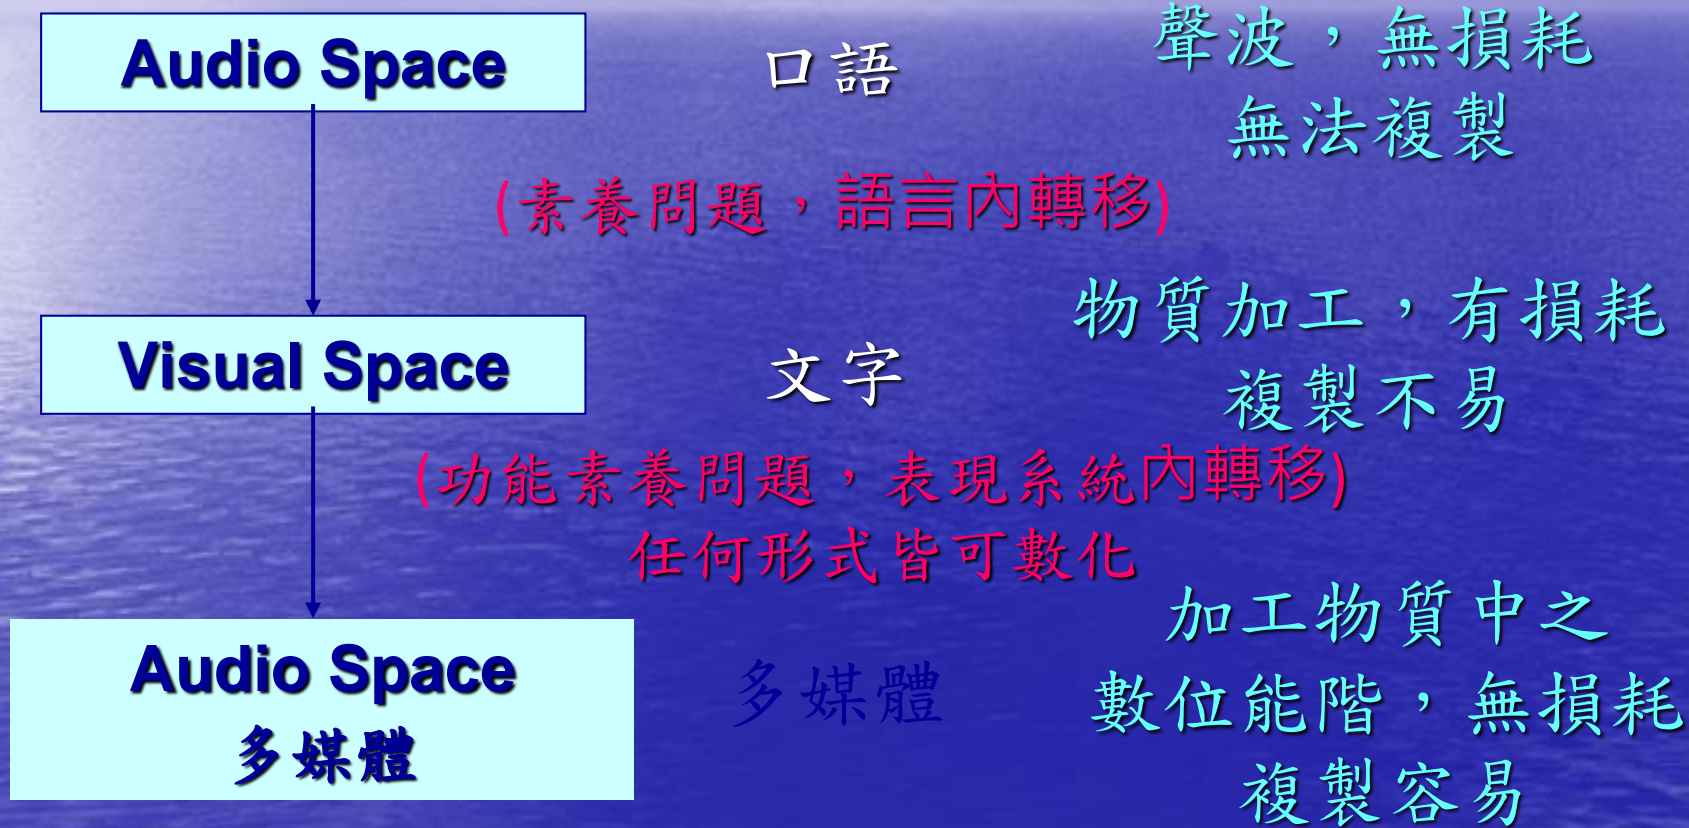 Audio Space
口語
聲波，無損耗
無法複製
(素養問題，語言內轉移)
Visual Space
文字
物質加工，有損耗
複製不易
(功能素養問題，表現系統內轉移)
任何形式皆可數化
Audio Space
多媒體
多媒體
加工物質中之
數位能階，無損耗
複製容易